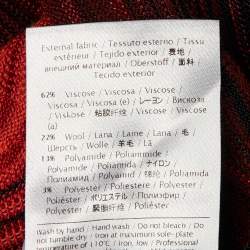 External fabric / Tessuto esterno / Tissu
extérieur / Tejido exterior / 表地 /
внешний материал / Oberstoff / 面料 /
Tecido exterior
62% Viscose / Viscosa / Viscose /
Viscosa / Viscosa (e) / レーヨン / Вискоза
/ Viskose / 粘胶纤维 / Viscose
22% Wool / Lana / Laine / Lana / 毛 /
Шерсть / Wolle / 羊毛 / Lã
13% Polyamide / Poliammide /
Polyamide / Poliamida / ナイロン /
Полиамид / Polyamid / 锦纶 / Poliamida
3% Polyester / Poliestere / Polyester /
Poliéster / ポリエステル / Полиэстер
/ Polyester / 聚酯纤维 / Poliéster
Wash by hand / Hand wash / Do not bleach / Do
not tumble dry / Iron at maximum sole-plate
temperature of 110°C / Iron, low / Professional